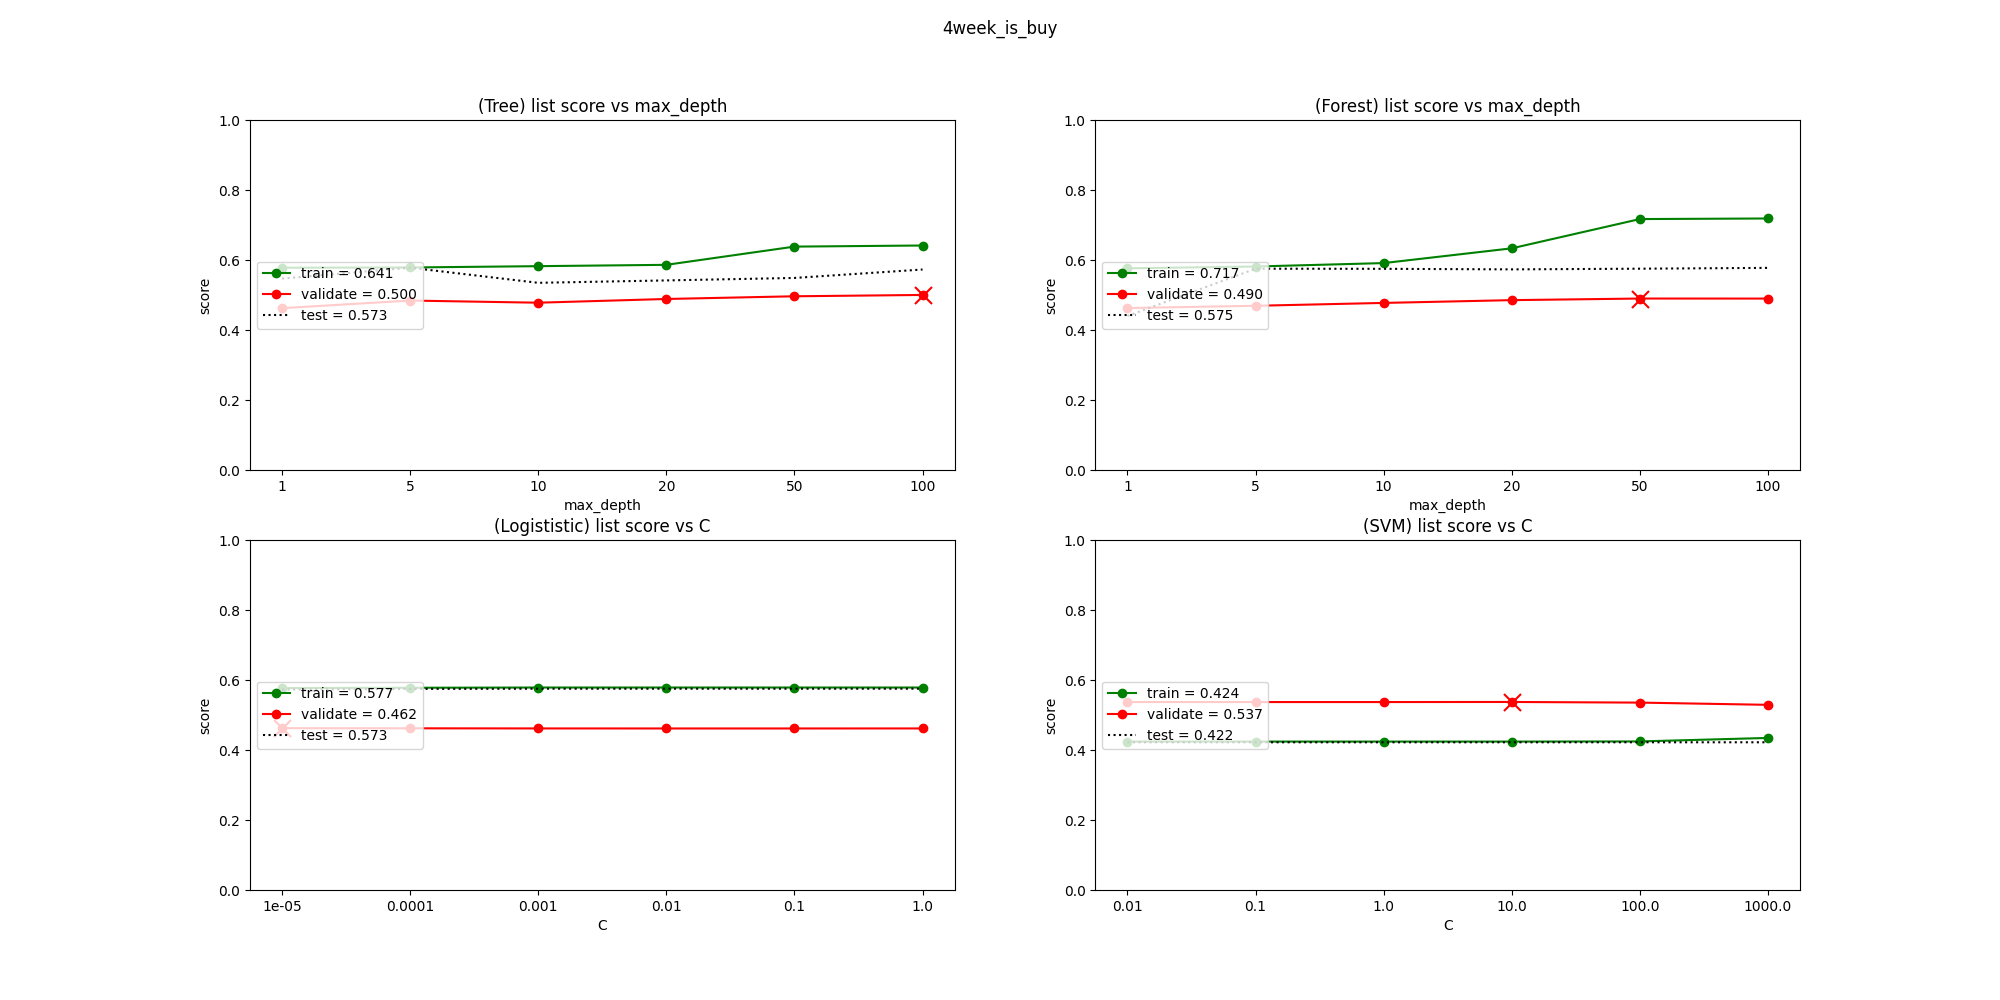 4week_is_buy
(Tree) list score vs max_depth
1.0
0.8
0.6
0.4
0.2
0.0
score
train = 0.641
validate = 0.500
test = 0.573
1 5 10 20 50 100
max_depth
(Forest) list score vs max_depth
1.0
0.8
0.6
0.4
0.2
0.0
score
train = 0.717
validate = 0.490
test = 0.575
1 5 10 20 50 100
max_depth
(Logististic) list score vs C
1.0
0.8
0.6
0.4
0.2
0.0
score
train = 0.577
validate = 0.462
test = 0.573
1e-05 0.0001 0.001 0.01 0.1 1.0
C
(SVM) list score vs C
1.0
0.8
0.6
0.4
0.2
0.0
score
train = 0.424
validate = 0.537
test = 0.422
0.01 0.1 1.0 10.0 100.0 1000.0
C